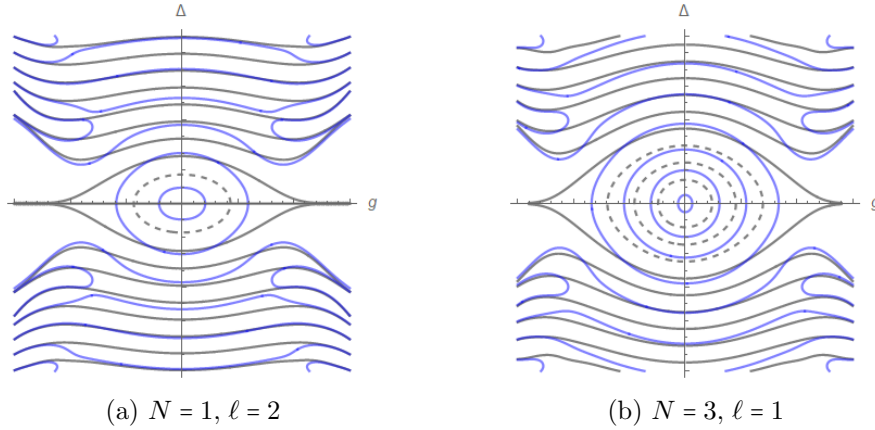 Δ
g
(a) N = 1, ℓ = 2
Δ
g
(b) N = 3, ℓ = 1